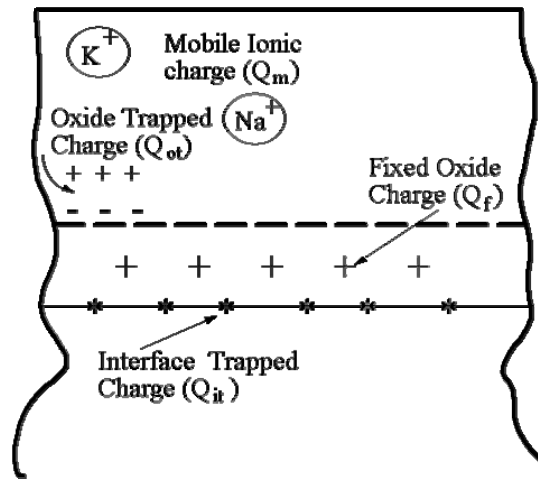 K+
Mobile Ionic
charge (Qm)
Oxide Trapped
Charge (Qot)
Na+
+ + +
- - -
Fixed Oxide
Charge (Qf)
+ + + + +
Interface Trapped
Charge (Qit)